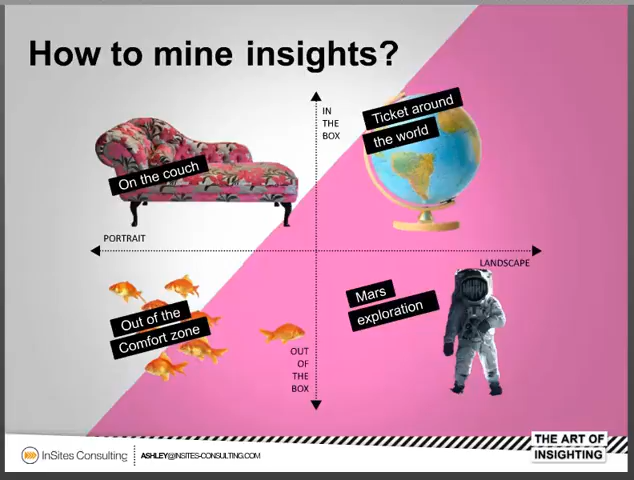 How to mine insights?
IN
THE
BOX
Ticket around
the world
On the couch
PORTRAIT
LANDSCAPE
Out of the
Comfort zone
Mars
exploration
OUT
OF
THE
BOX
InSites Consulting
ASHLEY@INSITES-CONSULTING.COM
THE ART OF
INSIGHTING